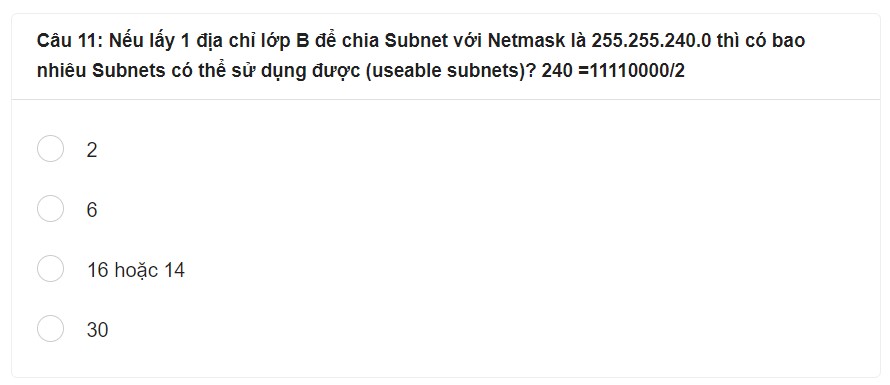 Câu 11: Nếu lấy 1 địa chỉ lớp B để chia Subnet với Netmask là 255.255.240.0 thì có bao
nhiêu Subnets có thể sử dụng được (useable subnets)? 240 =11110000/2
2
6
16 hoặc 14
30